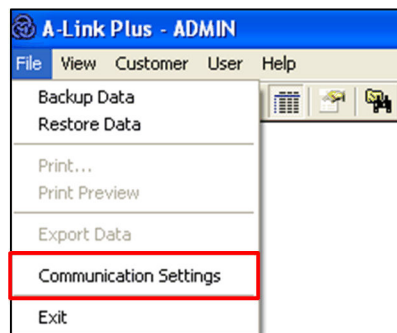 A-Link Plus - ADMIN
File View Customer User Help
Backup Data
Restore Data
Print...
Print Preview
Export Data
Communication Settings
Exit